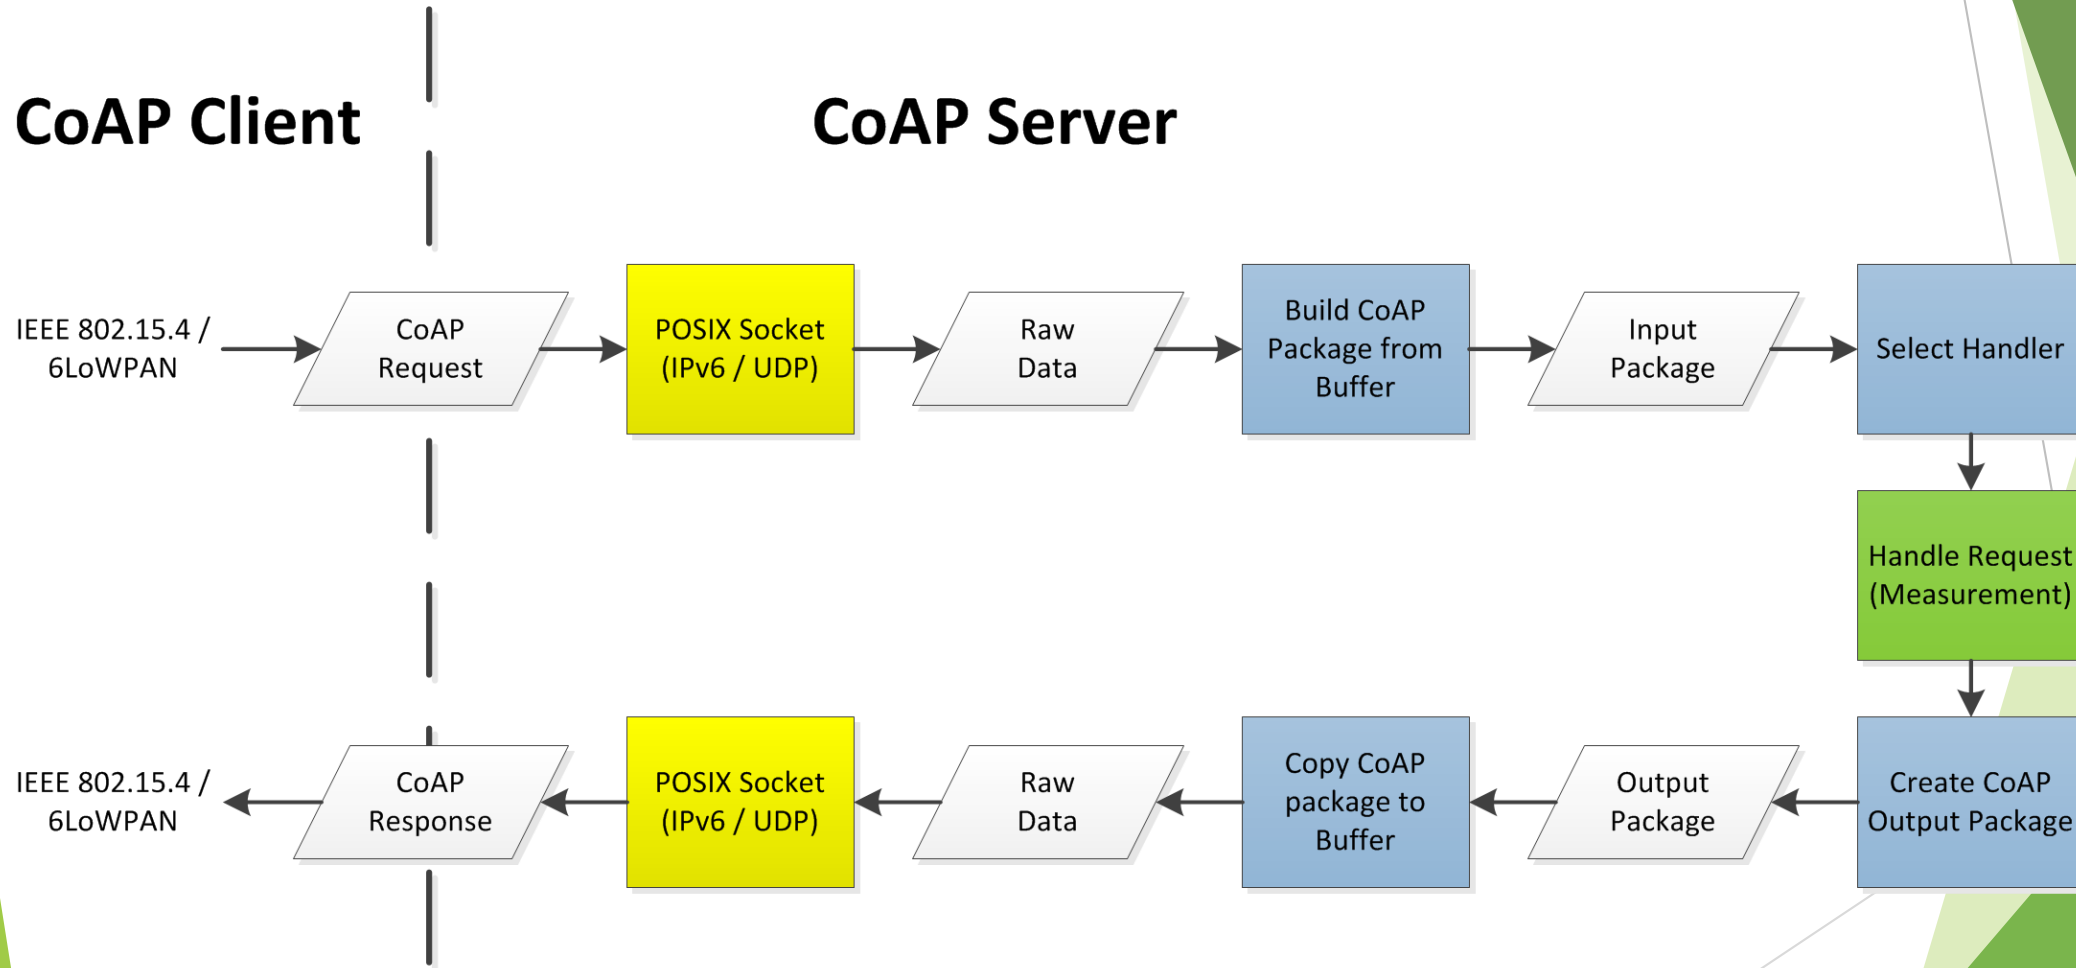 CoAP Client
CoAP Server
IEEE 802.15.4 /
6LoWPAN
CoAP
Request
POSIX Socket
(IPv6 / UDP)
Raw
Data
Build CoAP
Package from
Buffer
Input
Package
Select Handler
Handle Request
(Measurement)
IEEE 802.15.4 /
6LoWPAN
CoAP
Response
POSIX Socket
(IPv6 / UDP)
Raw
Data
Copy CoAP
package to
Buffer
Output
Package
Create CoAP
Output Package